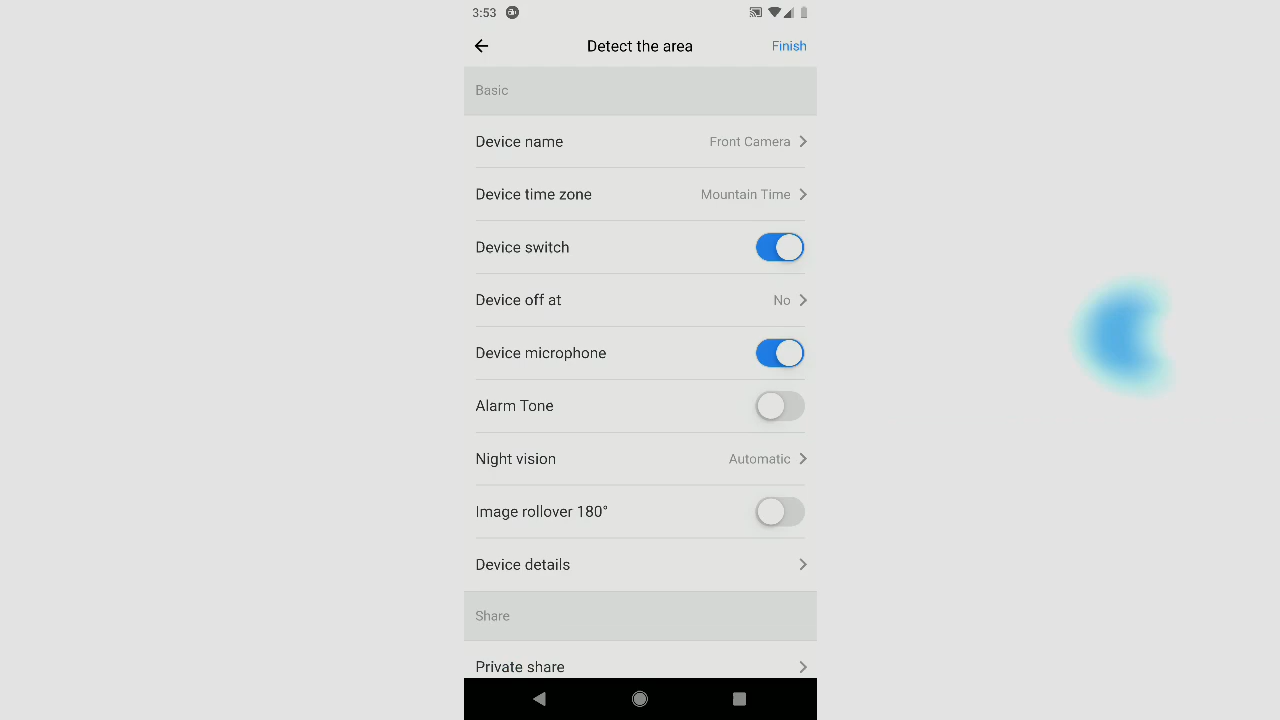 3:53
Detect the area
Finish
Basic
Device name
Front Camera
Device time zone
Mountain Time
Device switch
Device off at
No
Device microphone
Alarm Tone
Night vision
Automatic
Image rollover 180°
Device details
Share
Private share